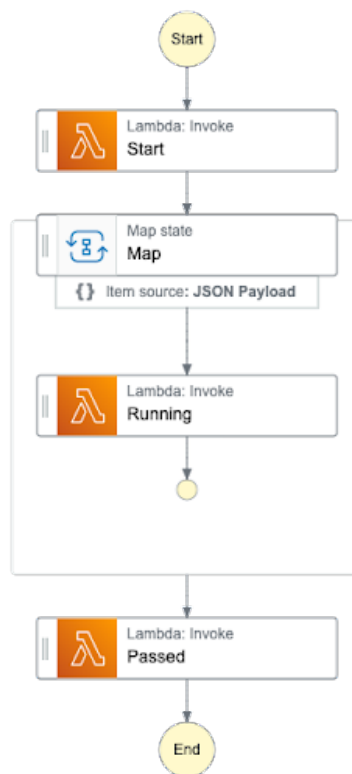 Start
Lambda: Invoke
Start
Map state
Map
{} Item source: JSON Payload
Lambda: Invoke
Running
Lambda: Invoke
Passed
End